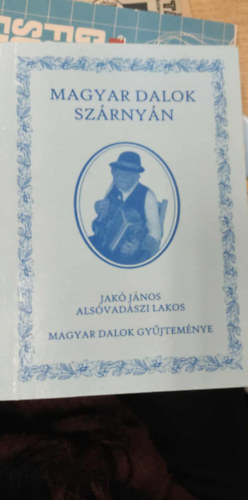 MAGYAR DALOK
SZÁRNYÁN
JAKÓ JÁNOS
ALSÓVADÁSZI LAKOS
MAGYAR DALOK GYŰJTEMÉNYE